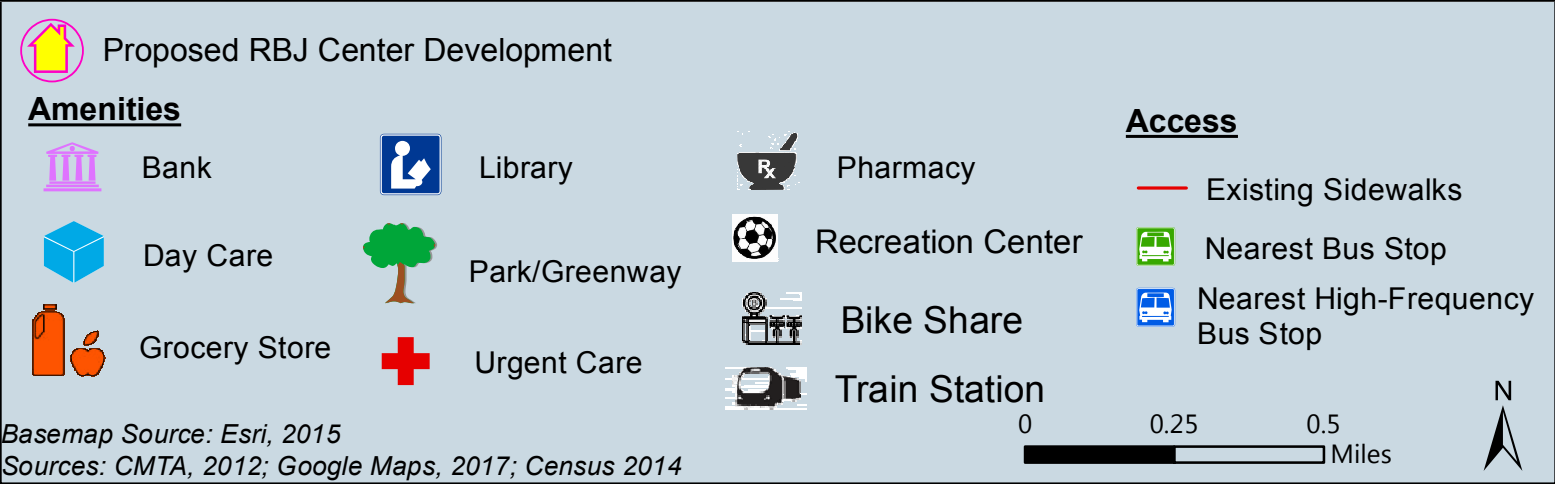 Proposed RBJ Center Development
Amenities
Bank
Day Care
Grocery Store
Library
Park/Greenway
Urgent Care
Rx
Pharmacy
Recreation Center
Bike Share
Train Station
Access
Existing Sidewalks
Nearest Bus Stop
Nearest High-Frequency
Bus Stop
N
0 0.25 0.5
Miles
Basemap Source: Esri, 2015
Sources: CMTA, 2012; Google Maps, 2017; Census 2014